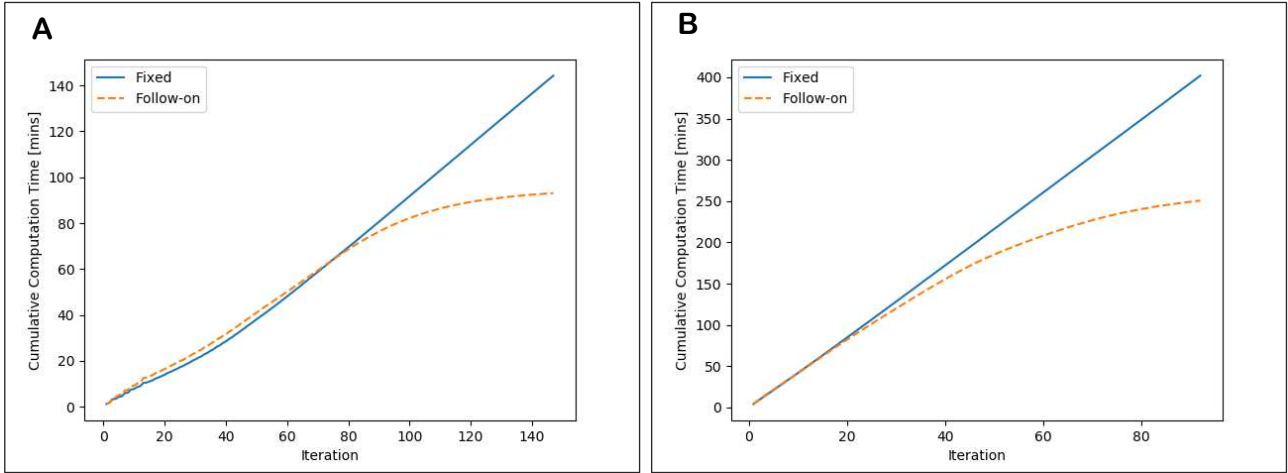 A
Fixed
Follow-on
140
120
100
80
60
40
20
0
Cumulative Computation Time [mins]
0 20 40 60 80 100 120 140
Iteration
B
Fixed
Follow-on
400
350
300
250
200
150
100
50
0
Cumulative Computation Time [mins]
0 20 40 60 80
Iteration